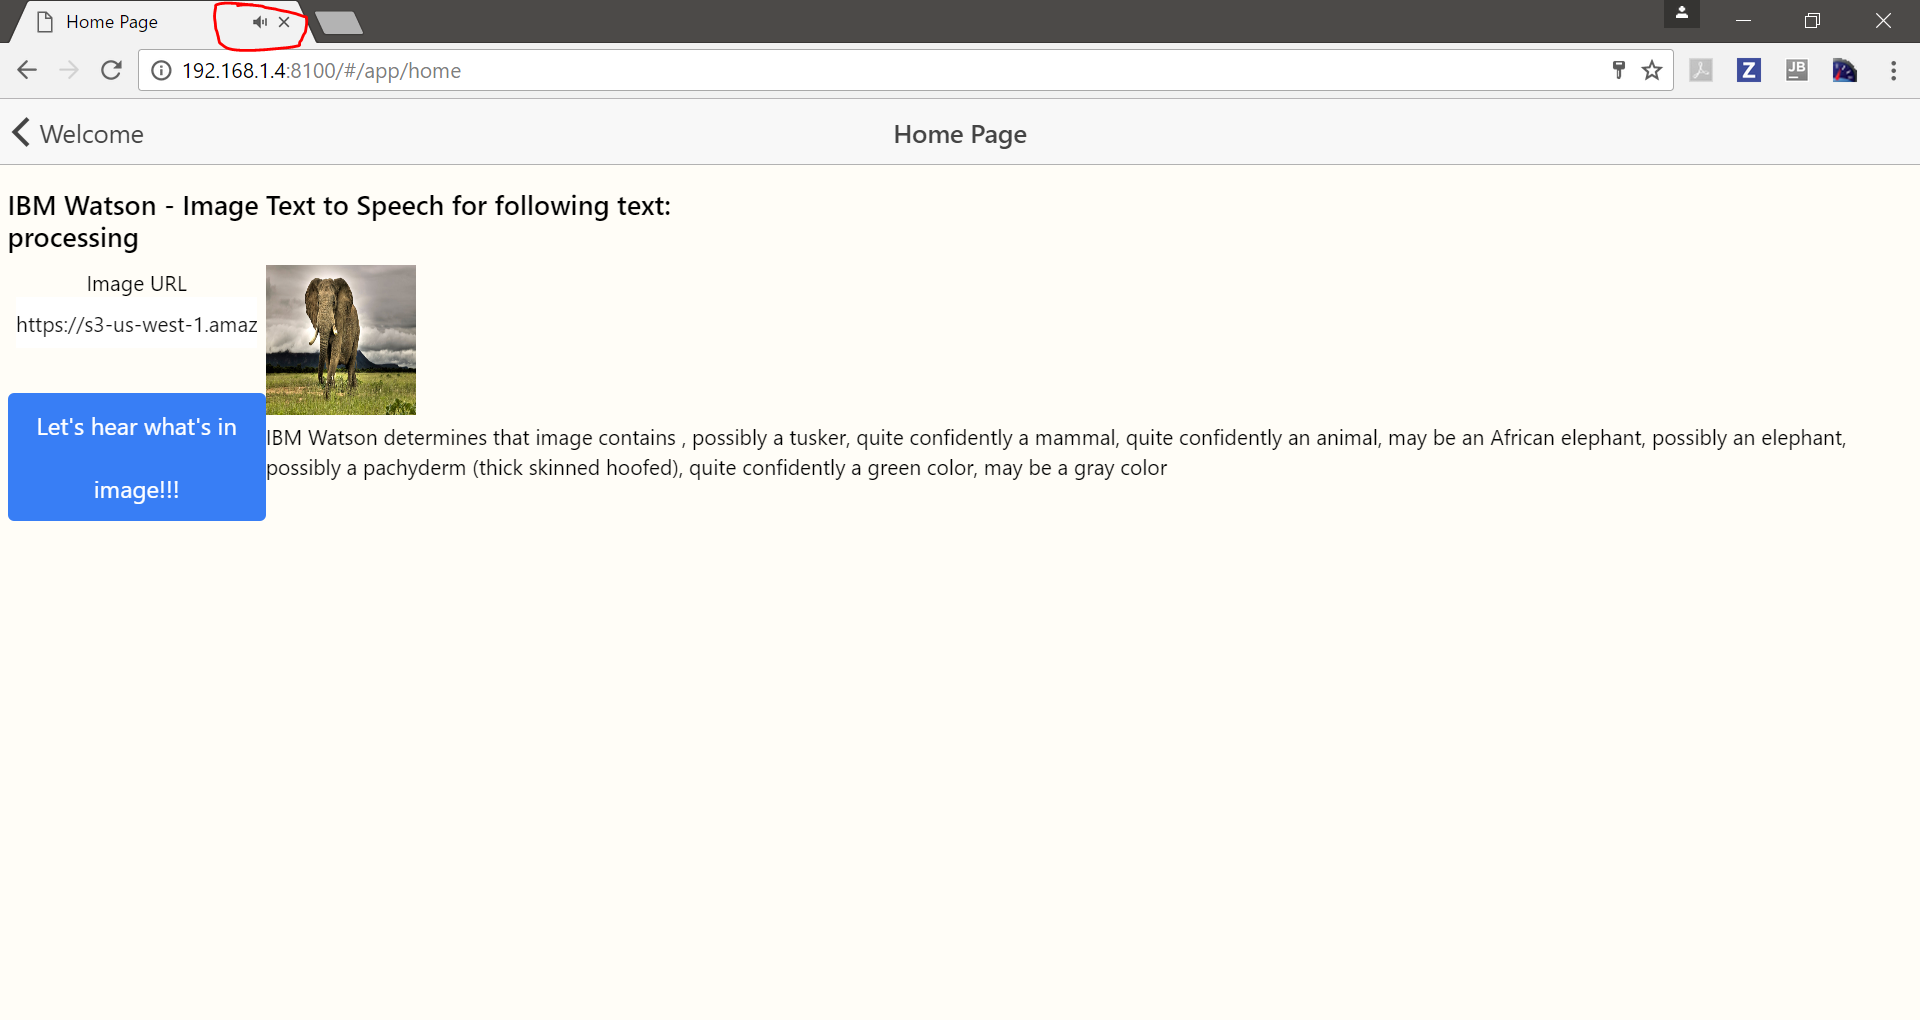 Home Page
192.168.1.4:8100/#/app/home
Z
JB
Welcome
Home Page
IBM Watson - Image Text to Speech for following text:
processing
Image URL
https://s3-us-west-1.amaz
Let's hear what's in
image!!!
IBM Watson determines that image contains , possibly a tusker, quite confidently a mammal, quite confidently an animal, may be an African elephant, possibly an elephant,
possibly a pachyderm (thick skinned hoofed), quite confidently a green color, may be a gray color